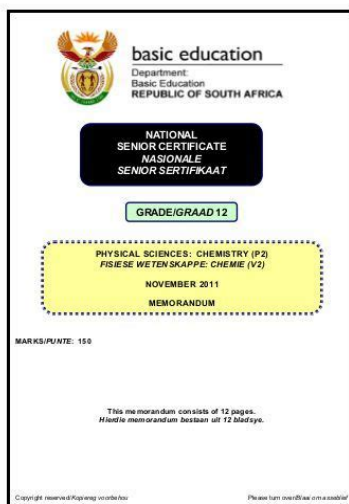 basic education
Department:
Basic Education
REPUBLIC OF SOUTH AFRICA
NATIONAL
SENIOR CERTIFICATE
NASIONALE
SENIOR SERTIFIKAAT
GRADE/GRAAD 12
PHYSICAL SCIENCES: CHEMISTRY (P2)
FISIESE WETENSKAPPE: CHEMIE (V2)
NOVEMBER 2011
MEMORANDUM
MARKS/PUNTE: 150
This memorandum consists of 12 pages.
Hierdie memorandum bestaan uit 12 bladsye.
Copyright reserved/Kopiereg voorbehou
Please turn over/Blaai om asseblief